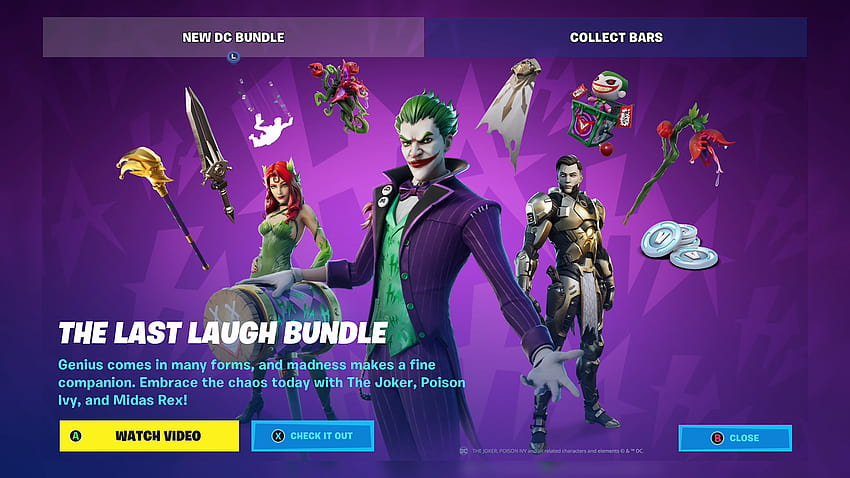 NEW DC BUNDLE
COLLECT BARS
L
THE LAST LAUGH BUNDLE
Genius comes in many forms, and madness makes a fine
companion. Embrace the chaos today with The Joker, Poison
Ivy, and Midas Rex!
A WATCH VIDEO
X CHECK IT OUT
DC THE JOKER, POISON IVY and all related characters and elements © & ™ DC.
B CLOSE